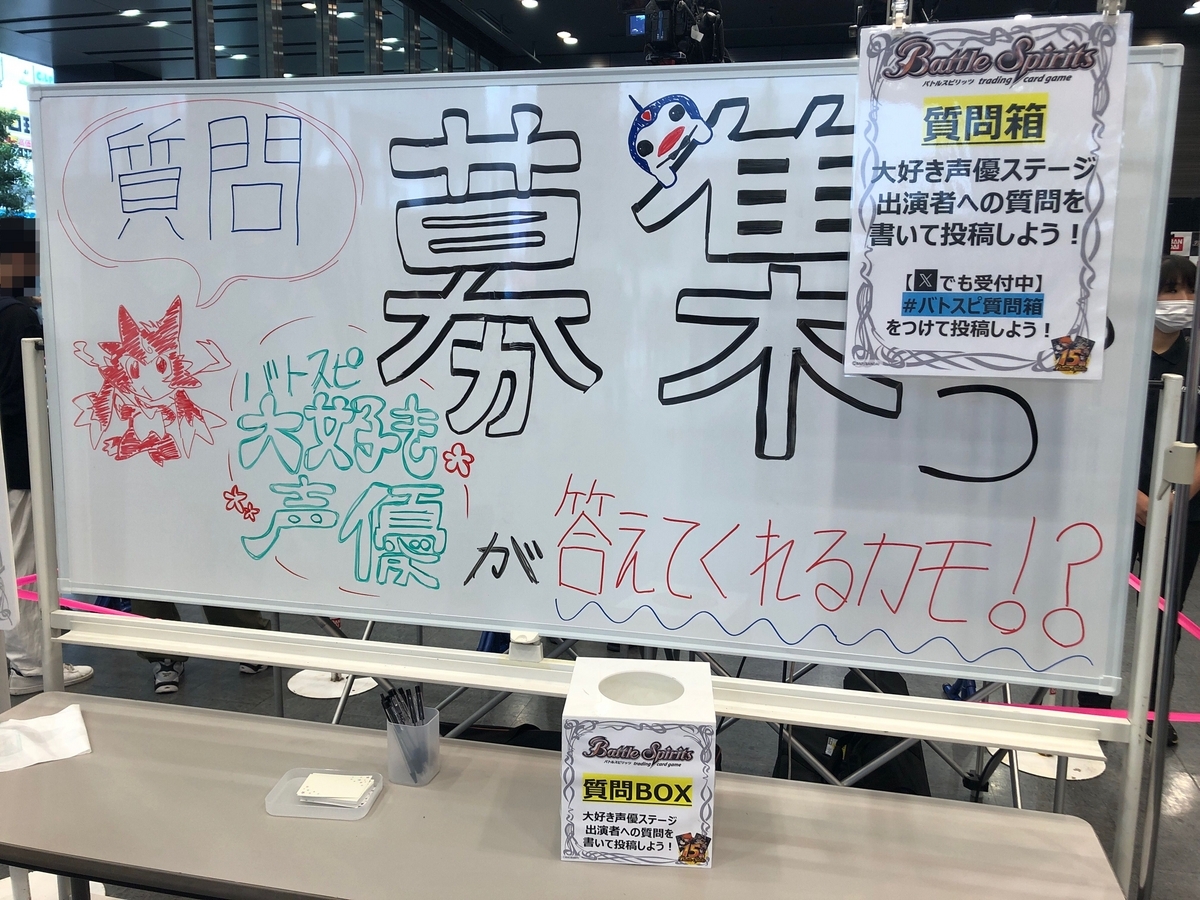 質問
募集
っ
バトスピ
大好き
声優
が
答えてくれるカモ!?
Battle Spirits
バトルスピリッツ trading card game
質問箱
大好き声優ステージ
出演者への質問を
書いて投稿しよう！
【Xでも受付中】
#バトスピ質問箱
をつけて投稿しよう！
15
Battle Spirits
バトルスピリッツ trading card game
質問BOX
大好き声優ステージ
出演者への質問を
書いて投稿しよう！
15